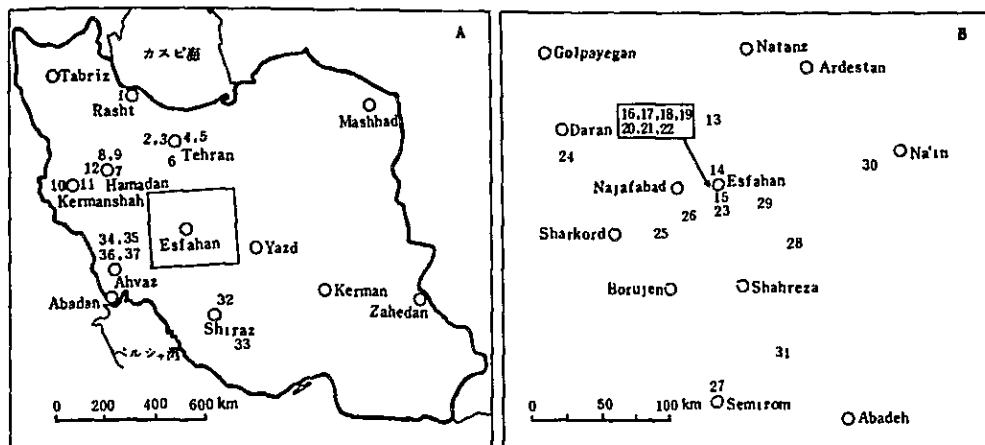 A
カスピ海
Tabriz
1
Rasht
Mashhad
2,3
4,5
Tehran
6
8,9
12
7
Hamadan
10
11
Kermanshah
Esfahan
34,35
36,37
Ahvaz
Yazd
Abadan
Kerman
Zahedan
32
Shiraz
33
ペルシャ湾
0 200 400 600 km
B
Golpayegan
Natanz
Ardestan
16,17,18,19
20,21,22
13
Daran
24
Na'in
30
14
Esfahan
Najafabad
15
23
29
26
Sharkord
25
28
Borujen
Shahreza
31
27
Semirom
0 50 100 km
Abadeh